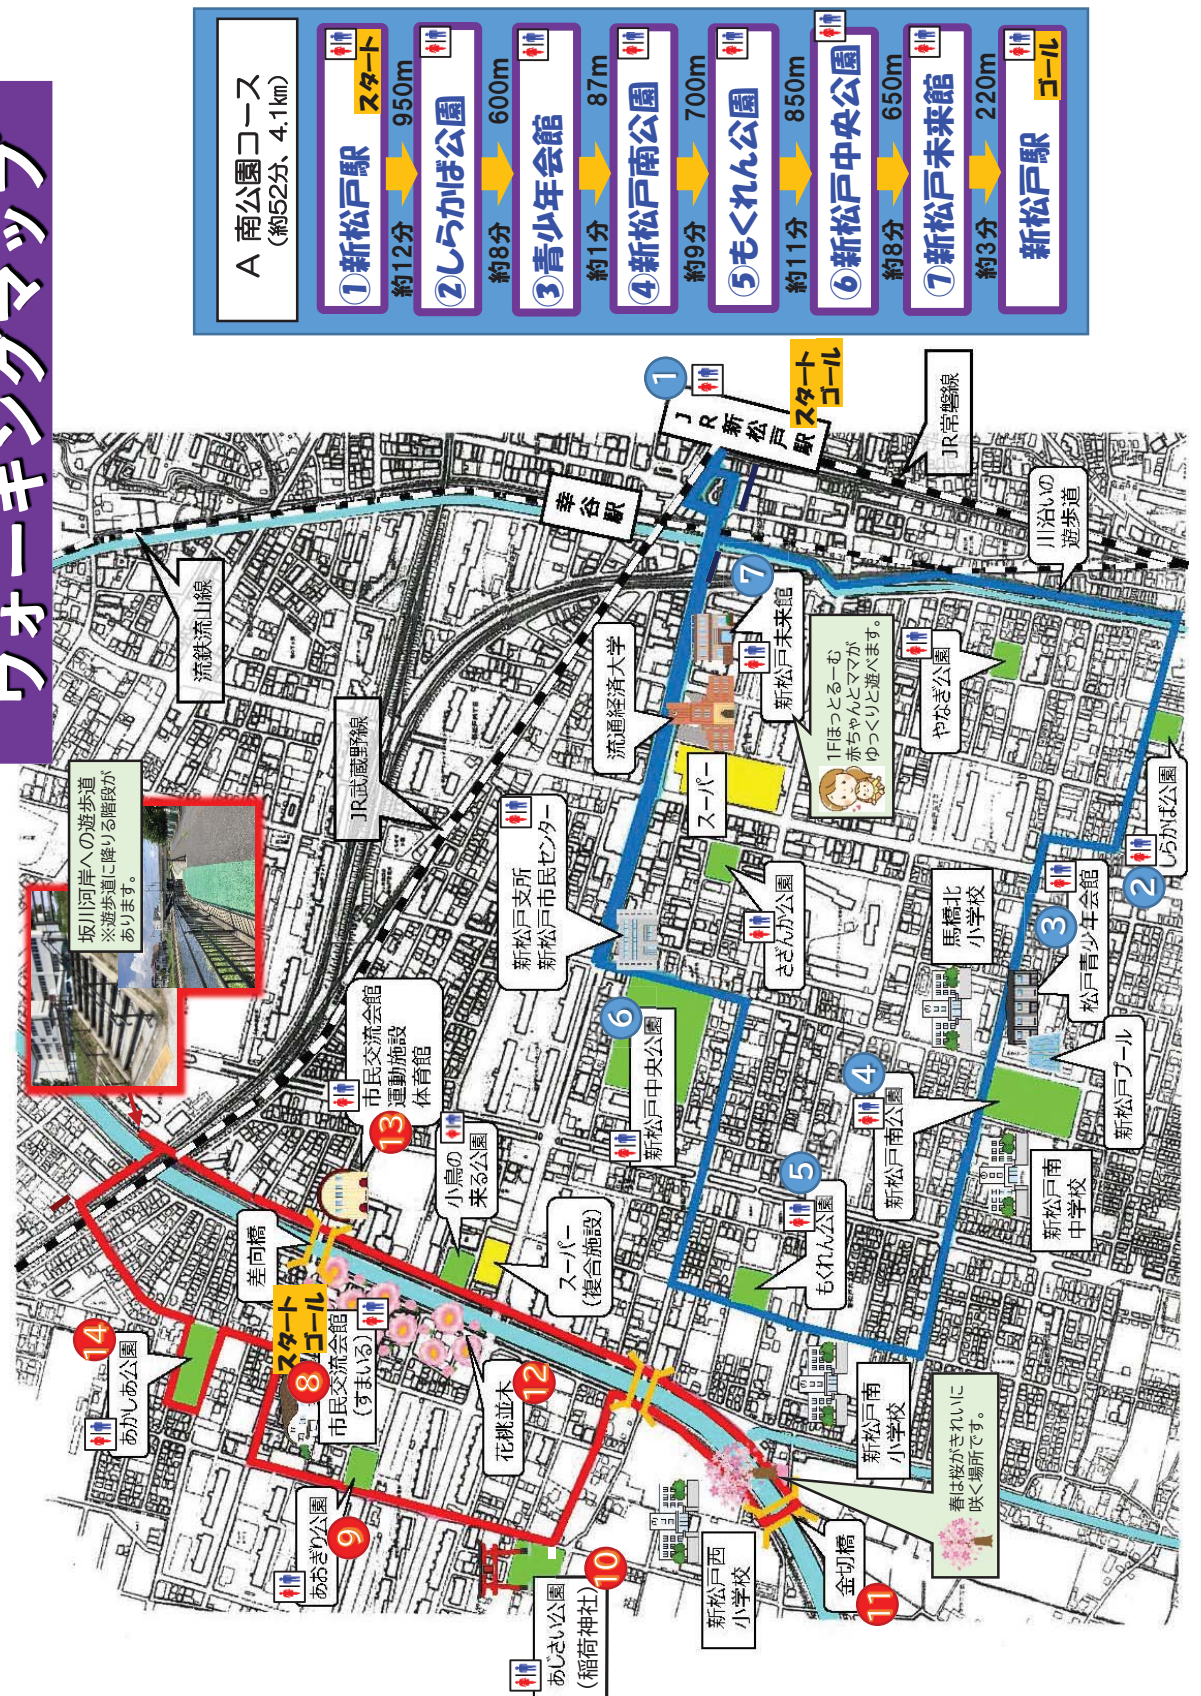 ウォーキングマップ
A 南公園コース
(約52分、4.1km)
①新松戸駅
スタート
約12分
950m
②しらかば公園
約8分
600m
③青少年会館
約1分
87m
④新松戸南公園
約9分
700m
⑤もくれん公園
約11分
850m
⑥新松戸中央公園
約8分
650m
⑦新松戸未来館
約3分
220m
新松戸駅
ゴール
坂川河岸への遊歩道
※遊歩道に降りる階段が
あります。
流鉄流山線
JR武蔵野線
幸谷駅
1
JR新松戸駅
スタート
ゴール
JR常磐線
川沿いの
遊歩道
流通経済大学
7
新松戸未来館
1Fほっとるーむ
赤ちゃんとママが
ゆっくりと遊べます。
やなぎ公園
しらかば公園
2
スーパー
新松戸支所
新松戸市民センター
さざんか公園
馬橋北
小学校
3
松戸青少年会館
新松戸プール
6
新松戸中央公園
4
新松戸南公園
新松戸南
中学校
5
もくれん公園
新松戸南
小学校
市民交流会館
運動施設
体育館
13
小鳥の
来る公園
スーパー
(複合施設)
差向橋
スタート
ゴール
8
市民交流会館
(すまいる)
14
あかしあ公園
花桃並木
12
あおぎり公園
9
あじさい公園
(稲荷神社)
10
新松戸西
小学校
金切橋
11
春は桜がきれいに
咲く場所です。